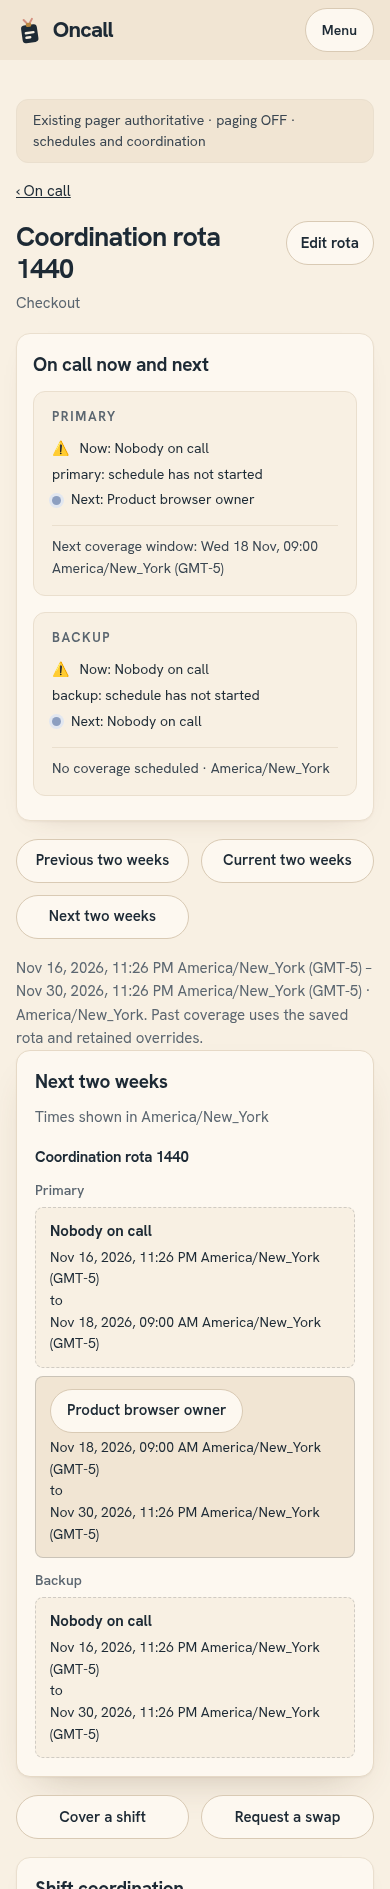 Oncall
Menu
Existing pager authoritative · paging OFF ·
schedules and coordination
‹ On call
Coordination rota
1440
Edit rota
Checkout
On call now and next
PRIMARY
⚠️ Now: Nobody on call
primary: schedule has not started
Next: Product browser owner
Next coverage window: Wed 18 Nov, 09:00
America/New_York (GMT-5)
BACKUP
⚠️ Now: Nobody on call
backup: schedule has not started
Next: Nobody on call
No coverage scheduled · America/New_York
Previous two weeks
Current two weeks
Next two weeks
Nov 16, 2026, 11:26 PM America/New_York (GMT-5) –
Nov 30, 2026, 11:26 PM America/New_York (GMT-5) ·
America/New_York. Past coverage uses the saved
rota and retained overrides.
Next two weeks
Times shown in America/New_York
Coordination rota 1440
Primary
Nobody on call
Nov 16, 2026, 11:26 PM America/New_York
(GMT-5)
to
Nov 18, 2026, 09:00 AM America/New_York
(GMT-5)
Product browser owner
Nov 18, 2026, 09:00 AM America/New_York
(GMT-5)
to
Nov 30, 2026, 11:26 PM America/New_York
(GMT-5)
Backup
Nobody on call
Nov 16, 2026, 11:26 PM America/New_York
(GMT-5)
to
Nov 30, 2026, 11:26 PM America/New_York
(GMT-5)
Cover a shift
Request a swap
Shift coordination